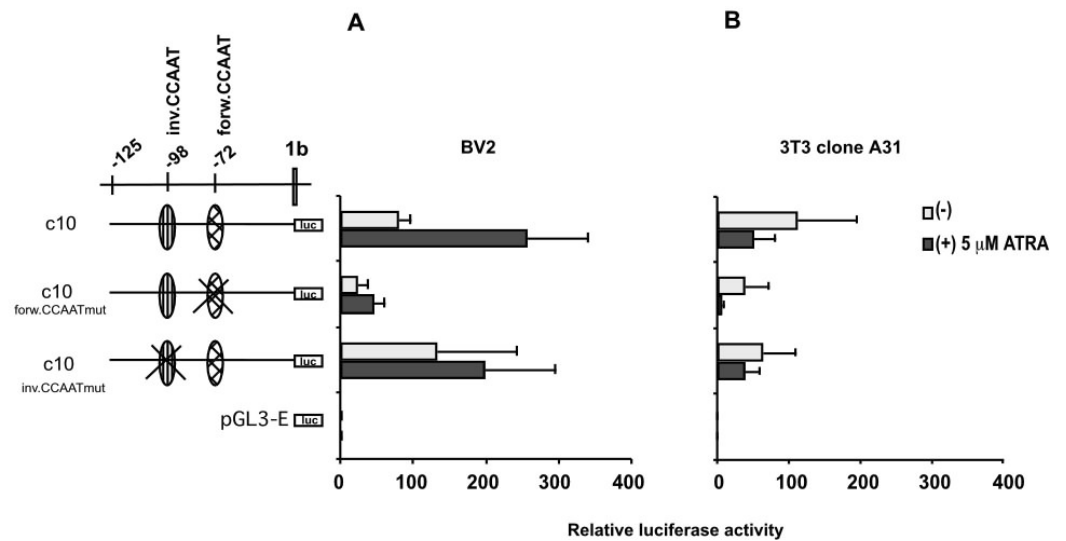 A
B
inv.CCAAT
forw.CCAAT
-125
-98
-72
1b
BV2
3T3 clone A31
c10
luc
(-)
(+) 5 μM ATRA
c10
forw.CCAATmut
luc
c10
inv.CCAATmut
luc
pGL3-E
luc
0 100 200 300 400
0 100 200 300 400
Relative luciferase activity